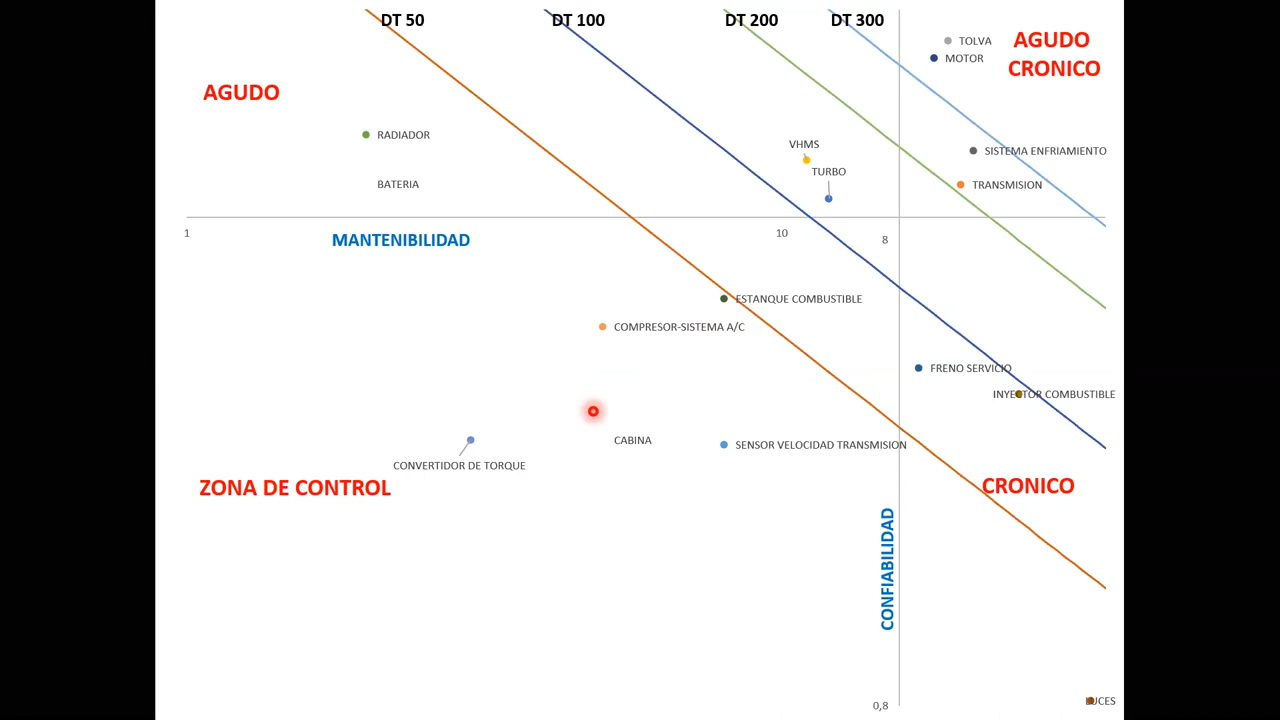 DT 50
DT 100
DT 200
DT 300
TOLVA
MOTOR
AGUDO
CRONICO
AGUDO
RADIADOR
VHMS
SISTEMA ENFRIAMIENTO
TURBO
BATERIA
TRANSMISION
1
10
8
MANTENIBILIDAD
ESTANQUE COMBUSTIBLE
COMPRESOR-SISTEMA A/C
FRENO SERVICIO
INYECTOR COMBUSTIBLE
CABINA
SENSOR VELOCIDAD TRANSMISION
CONVERTIDOR DE TORQUE
ZONA DE CONTROL
CRONICO
CONFIABILIDAD
LUCES
0,8